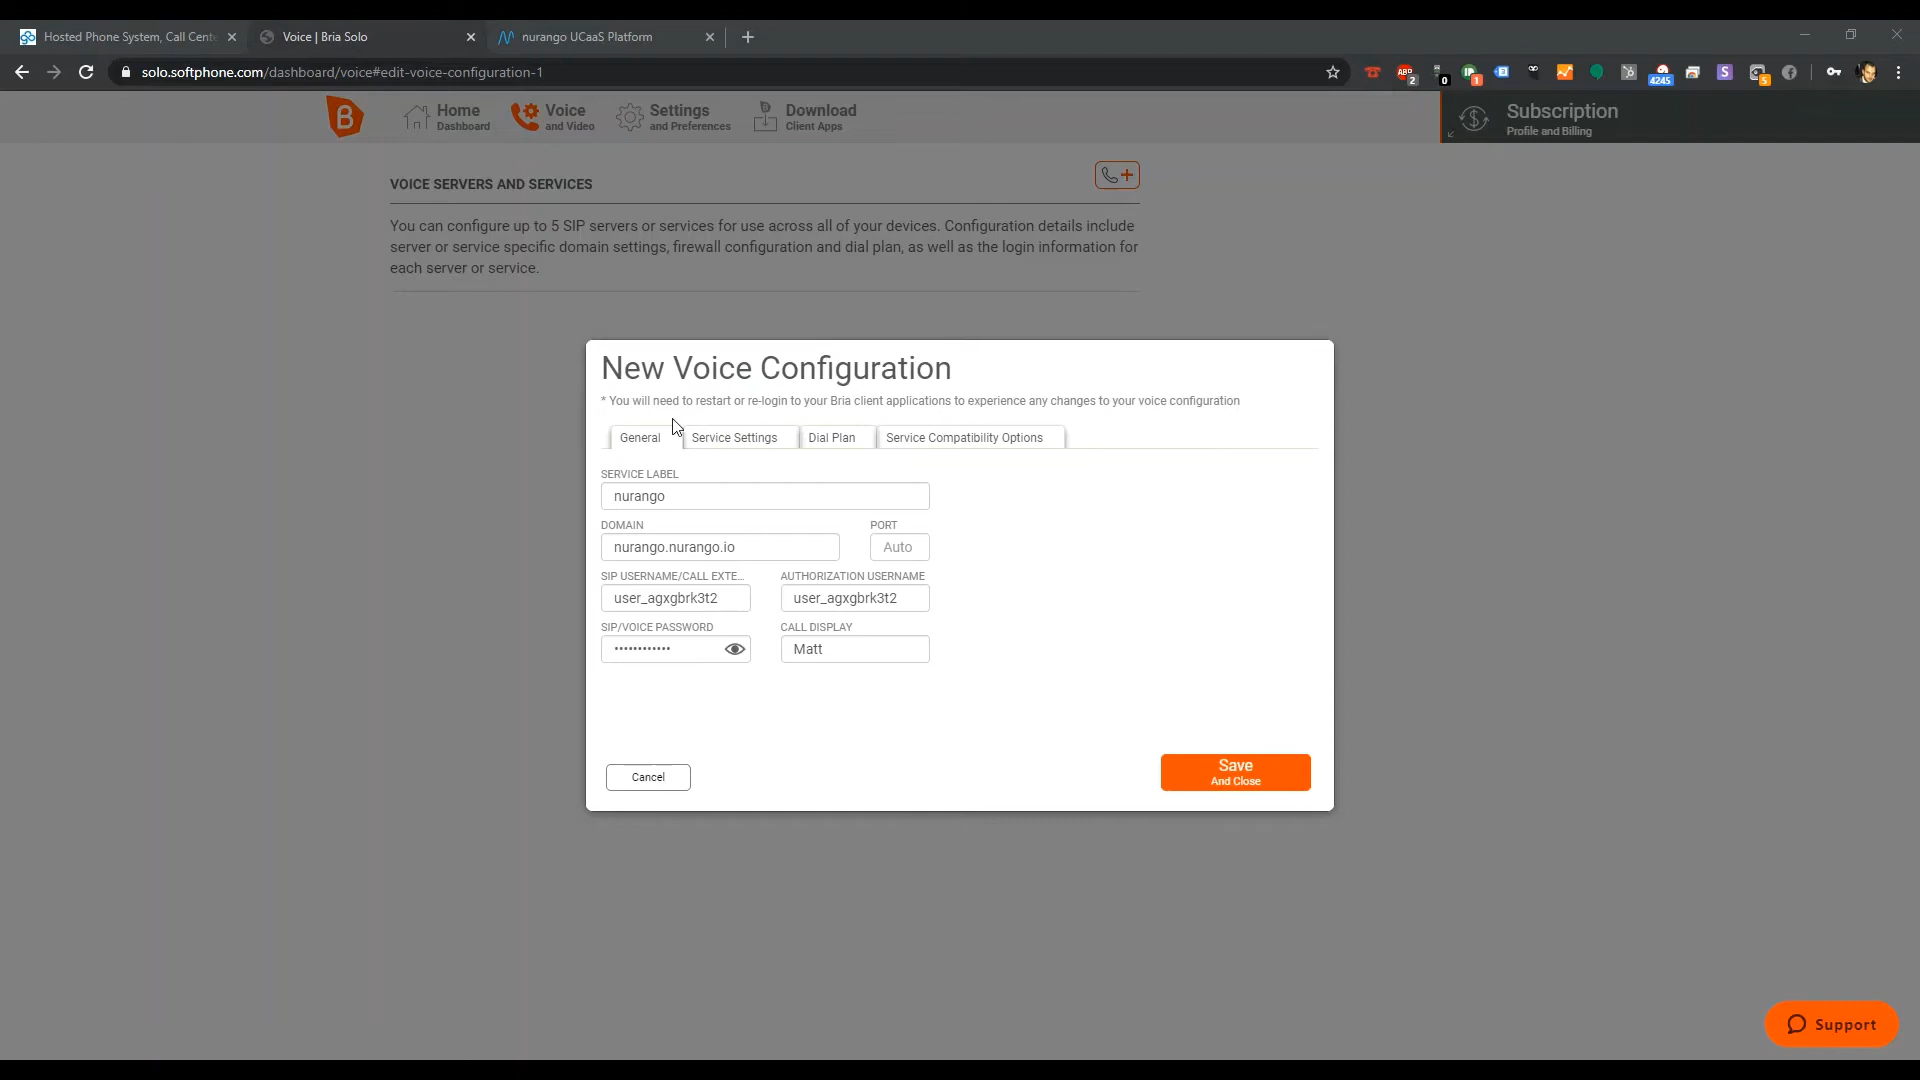 Hosted Phone System, Call Cente
Voice | Bria Solo
nurango UCaaS Platform
solo.softphone.com/dashboard/voice#edit-voice-configuration-1
ABP
2
0
1
4245
S
5
B
Home
Dashboard
Voice
and Video
Settings
and Preferences
Download
Client Apps
Subscription
Profile and Billing
VOICE SERVERS AND SERVICES
You can configure up to 5 SIP servers or services for use across all of your devices. Configuration details include
server or service specific domain settings, firewall configuration and dial plan, as well as the login information for
each server or service.
New Voice Configuration
* You will need to restart or re-login to your Bria client applications to experience any changes to your voice configuration
General
Service Settings
Dial Plan
Service Compatibility Options
SERVICE LABEL
nurango
DOMAIN
PORT
nurango.nurango.io
Auto
SIP USERNAME/CALL EXTE...
AUTHORIZATION USERNAME
user_agxgbrk3t2
user_agxgbrk3t2
SIP/VOICE PASSWORD
CALL DISPLAY
••••••••••••
Matt
Cancel
Save
And Close
Support